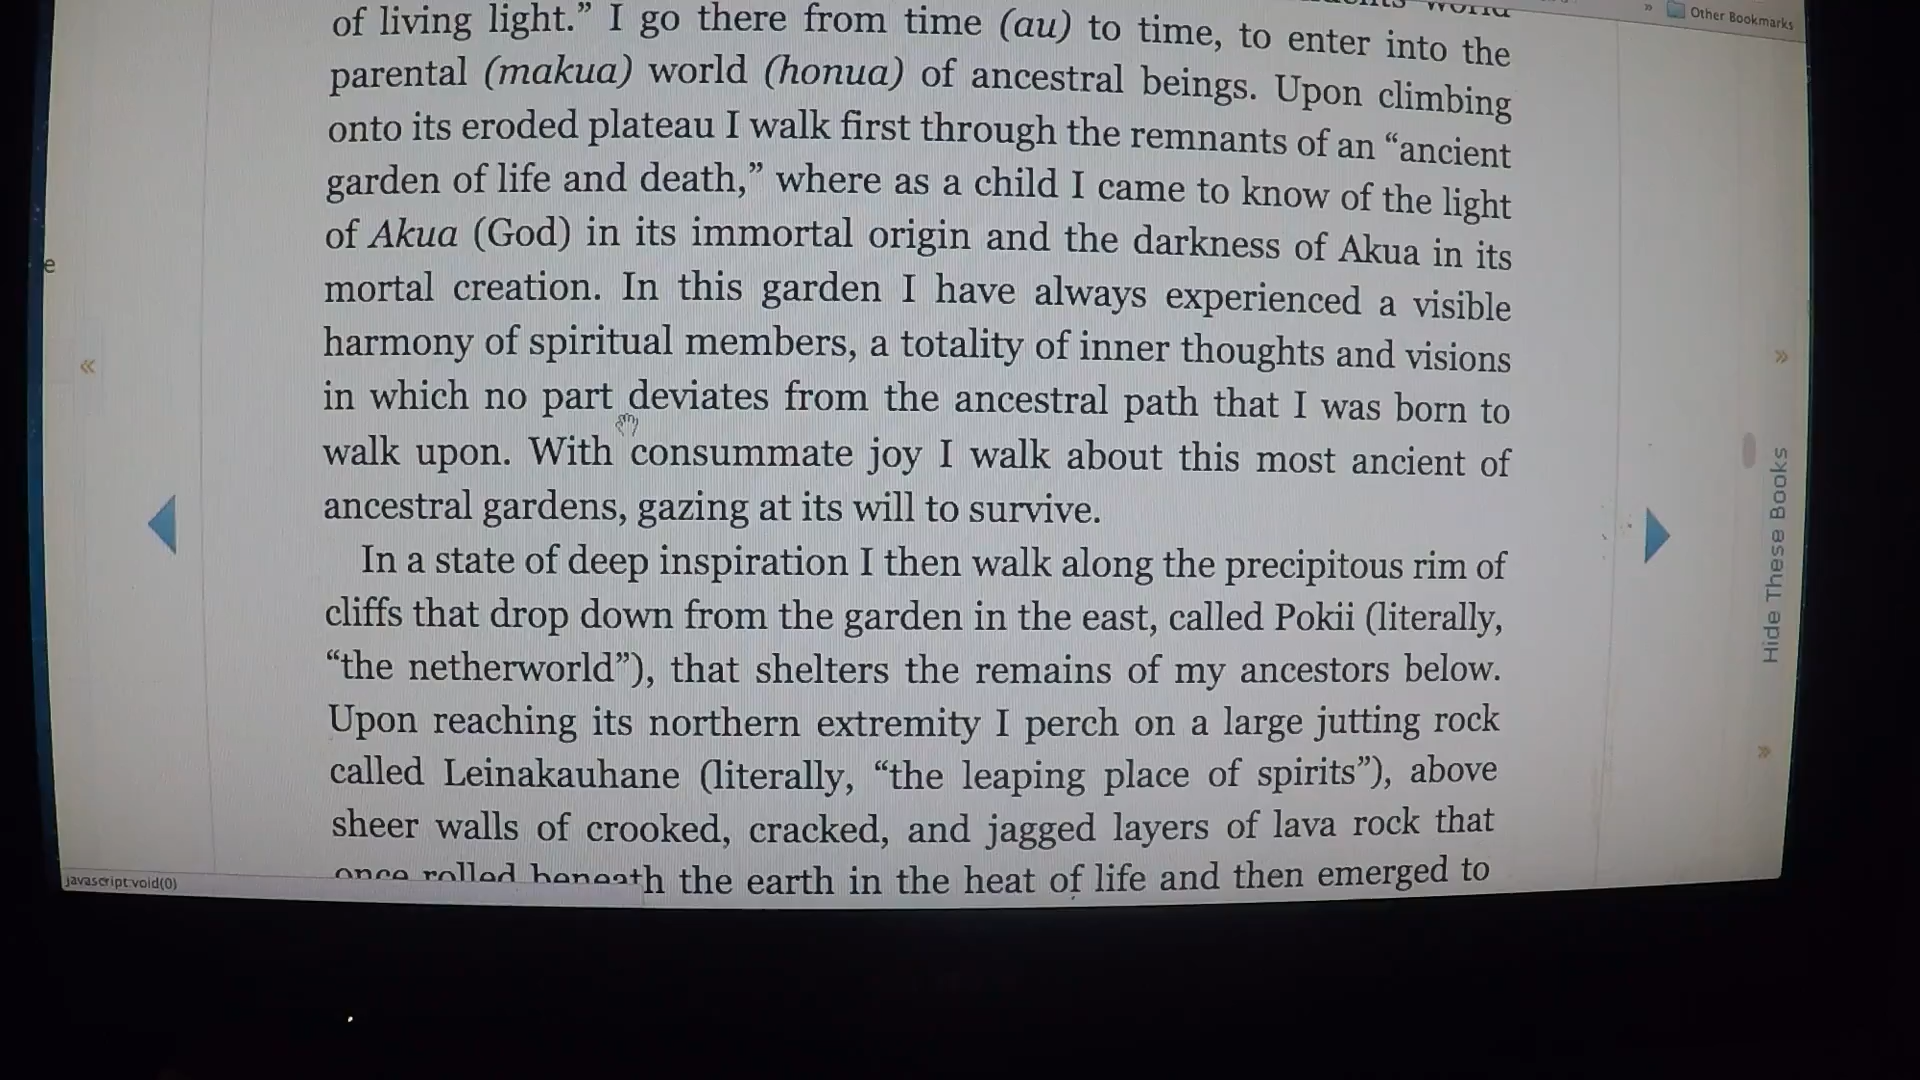 » Other Bookmarks
of living light.” I go there from time (au) to time, to enter into the
parental (makua) world (honua) of ancestral beings. Upon climbing
onto its eroded plateau I walk first through the remnants of an “ancient
garden of life and death,” where as a child I came to know of the light
of Akua (God) in its immortal origin and the darkness of Akua in its
mortal creation. In this garden I have always experienced a visible
harmony of spiritual members, a totality of inner thoughts and visions
in which no part deviates from the ancestral path that I was born to
walk upon. With consummate joy I walk about this most ancient of
ancestral gardens, gazing at its will to survive.
In a state of deep inspiration I then walk along the precipitous rim of
cliffs that drop down from the garden in the east, called Pokii (literally,
“the netherworld”), that shelters the remains of my ancestors below.
Upon reaching its northern extremity I perch on a large jutting rock
called Leinakauhane (literally, “the leaping place of spirits”), above
sheer walls of crooked, cracked, and jagged layers of lava rock that
once rolled beneath the earth in the heat of life and then emerged to
e
«
»
Hide These Books
»
javascript:void(0)